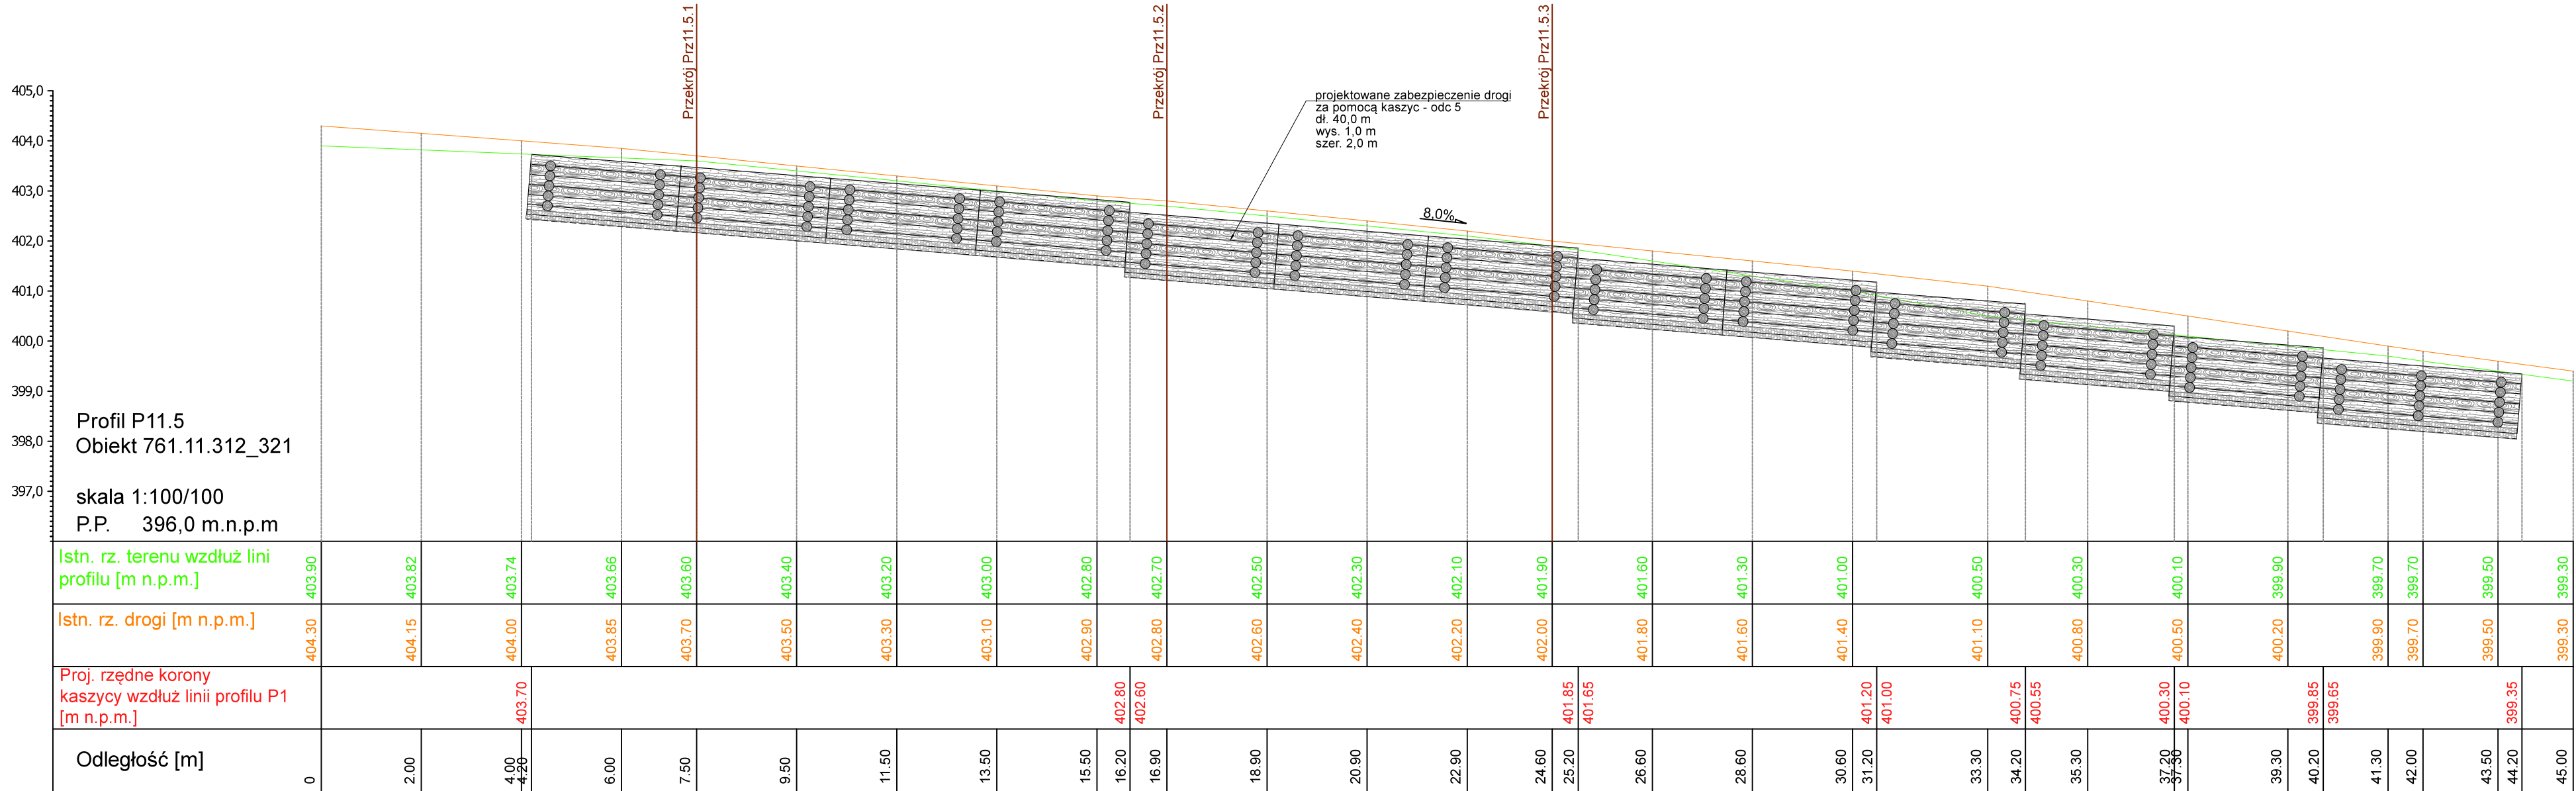 Przekrój Prz11.5.1
Przekrój Prz11.5.2
Przekrój Prz11.5.3
405,0
404,0
403,0
402,0
401,0
400,0
399,0
398,0
397,0
projektowane zabezpieczenie drogi
za pomocą kaszyc - odc 5
dł. 40,0 m
wys. 1,0 m
szer. 2,0 m
8.0%
Profil P11.5
Obiekt 761.11.312_321
skala 1:100/100
P.P. 396,0 m.n.p.m
Istn. rz. terenu wzdłuż lini
profilu [m n.p.m.]
403.90 403.82 403.74 403.66 403.60 403.40 403.20 403.00 402.80 402.70 402.50 402.30 402.10 401.90 401.60 401.30 401.00 400.50 400.30 400.10 399.90 399.70 399.70 399.50 399.30
Istn. rz. drogi [m n.p.m.]
404.30 404.15 404.00 403.85 403.70 403.50 403.30 403.10 402.90 402.80 402.60 402.40 402.20 402.00 401.80 401.60 401.40 401.10 400.80 400.50 400.20 399.90 399.70 399.50 399.30
Proj. rzędne korony
kaszycy wzdłuż linii profilu P1
[m n.p.m.]
403.70 402.80 402.60 401.85 401.65 401.20 401.00 400.75 400.55 400.30 400.10 399.85 399.65 399.35
Odległość [m]
0 2.00 4.00 4.20 6.00 7.50 9.50 11.50 13.50 15.50 16.20 16.90 18.90 20.90 22.90 24.60 25.20 26.60 28.60 30.60 31.20 33.30 34.20 35.30 37.20 37.30 39.30 40.20 41.30 42.00 43.50 44.20 45.00